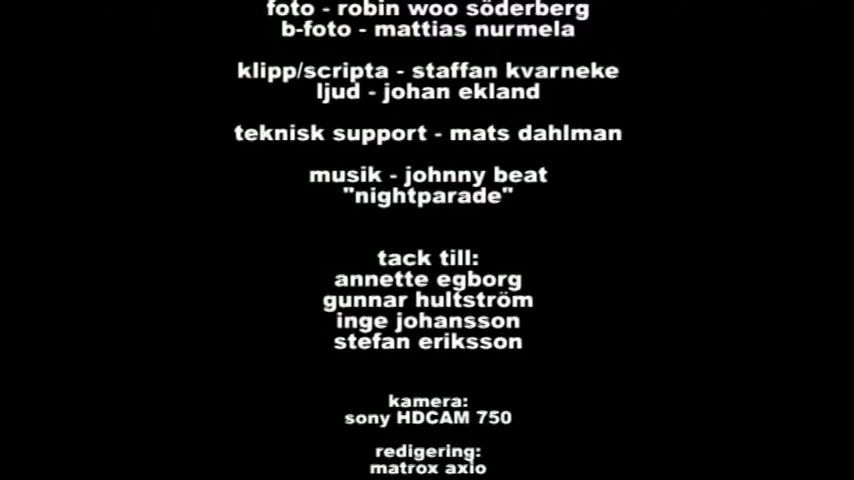 foto - robin woo söderberg
b-foto - mattias nurmela
klipp/scripta - staffan kvarneke
ljud - johan ekland
teknisk support - mats dahlman
musik - johnny beat
"nightparade"
tack till:
annette egborg
gunnar hultström
inge johansson
stefan eriksson
kamera:
sony HDCAM 750
redigering:
matrox axio